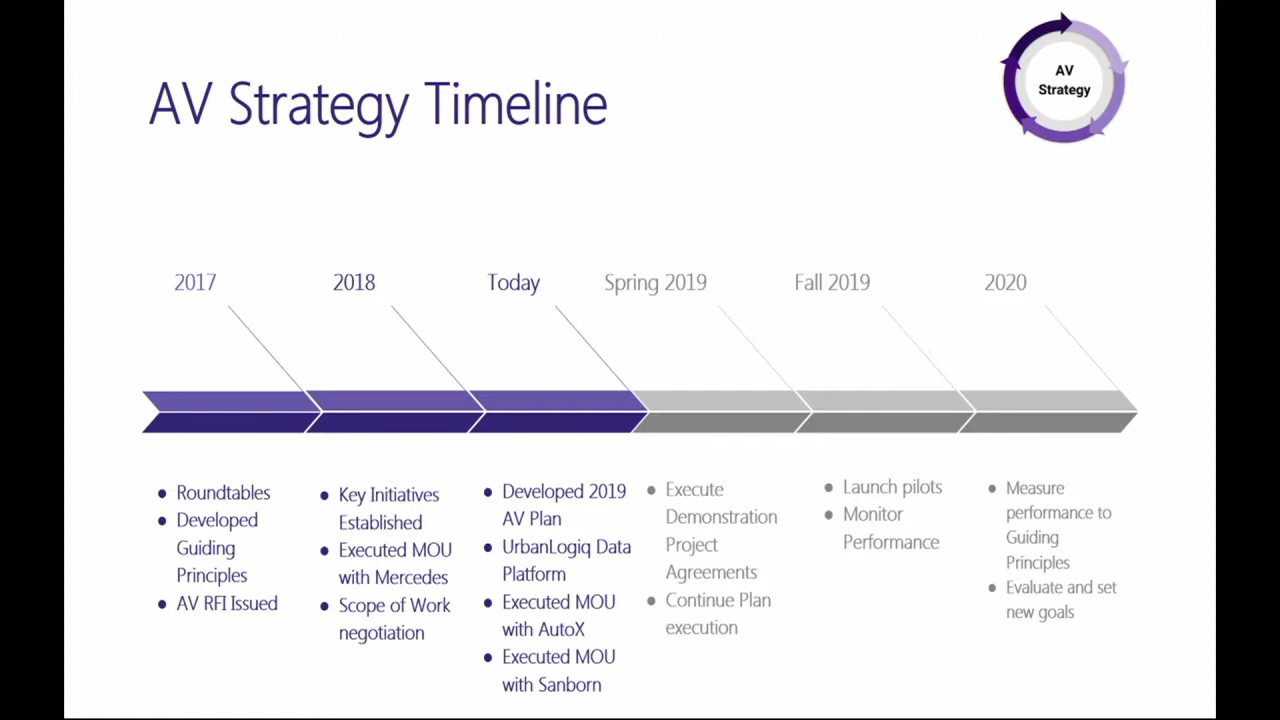 AV Strategy Timeline
AV
Strategy
2017
2018
Today
Spring 2019
Fall 2019
2020
● Roundtables
● Developed
Guiding
Principles
● AV RFI Issued
● Key Initiatives
Established
● Executed MOU
with Mercedes
● Scope of Work
negotiation
● Developed 2019
AV Plan
● UrbanLogiq Data
Platform
● Executed MOU
with AutoX
● Executed MOU
with Sanborn
● Execute
Demonstration
Project
Agreements
● Continue Plan
execution
● Launch pilots
● Monitor
Performance
● Measure
performance to
Guiding
Principles
● Evaluate and set
new goals